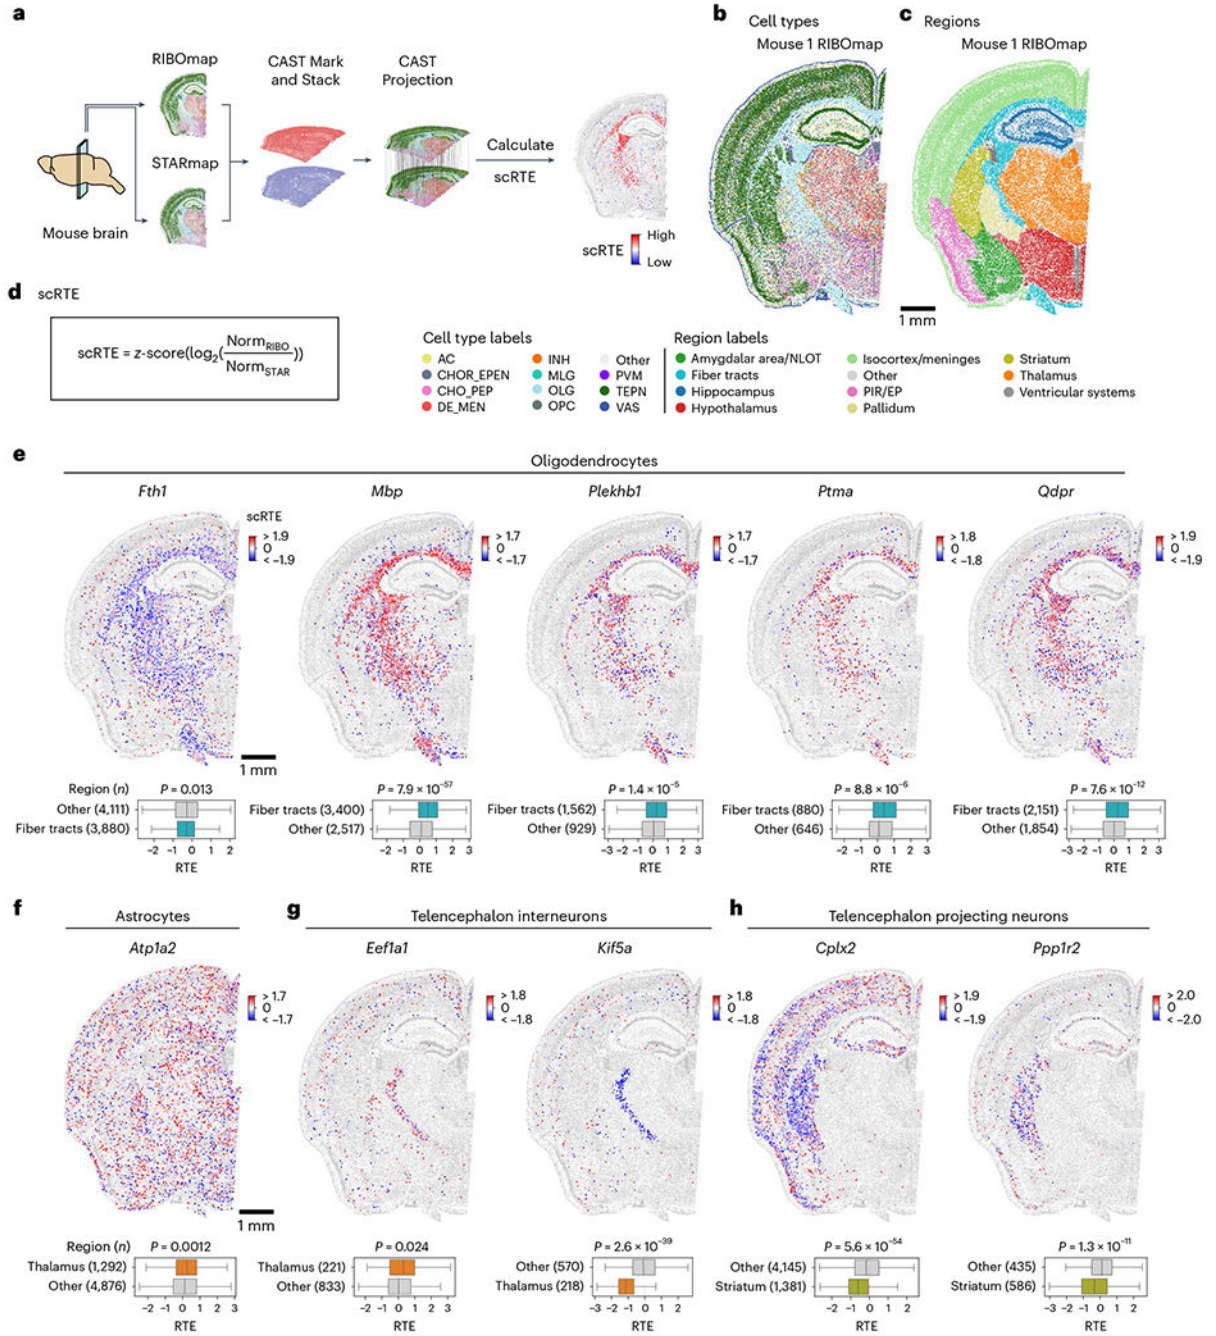 a
RIBOmap
STARmap
Mouse brain
CAST Mark
and Stack
CAST
Projection
Calculate
scRTE
scRTE
High
Low
b
Cell types
Mouse 1 RIBOmap
c
Regions
Mouse 1 RIBOmap
1 mm
d
scRTE
scRTE = z-score(log2(NormRIBO/NormSTAR))
Cell type labels
AC
CHOR_EPEN
CHO_PEP
DE_MEN
INH
MLG
OLG
OPC
Other
PVM
TEPN
VAS
Region labels
Amygdalar area/NLOT
Fiber tracts
Hippocampus
Hypothalamus
Isocortex/meninges
Other
PIR/EP
Pallidum
Striatum
Thalamus
Ventricular systems
e
Oligodendrocytes
Fth1
Mbp
Plekhb1
Ptma
Qdpr
scRTE
> 1.9
0
< −1.9
> 1.7
0
< −1.7
> 1.7
0
< −1.7
> 1.8
0
< −1.8
> 1.9
0
< −1.9
1 mm
Region (n)
P = 0.013
Other (4,111)
Fiber tracts (3,880)
−2 −1 0 1 2
RTE
P = 7.9 × 10−57
Fiber tracts (3,400)
Other (2,517)
−2 −1 0 1 2 3
RTE
P = 1.4 × 10−5
Fiber tracts (1,562)
Other (929)
−3 −2 −1 0 1 2 3
RTE
P = 8.8 × 10−6
Fiber tracts (880)
Other (646)
−2 −1 0 1 2 3
RTE
P = 7.6 × 10−12
Fiber tracts (2,151)
Other (1,854)
−3 −2 −1 0 1 2 3
RTE
f
Astrocytes
Atp1a2
> 1.7
0
< −1.7
1 mm
Region (n)
P = 0.0012
Thalamus (1,292)
Other (4,876)
−2 −1 0 1 2 3
RTE
g
Telencephalon interneurons
Eef1a1
Kif5a
> 1.8
0
< −1.8
> 1.8
0
< −1.8
P = 0.024
Thalamus (221)
Other (833)
−2 −1 0 1 2 3
RTE
P = 2.6 × 10−39
Other (570)
Thalamus (218)
−3 −2 −1 0 1 2
RTE
h
Telencephalon projecting neurons
Cplx2
Ppp1r2
> 1.9
0
< −1.9
> 2.0
0
< −2.0
P = 5.6 × 10−54
Other (4,145)
Striatum (1,381)
−2 −1 0 1 2
RTE
P = 1.3 × 10−11
Other (435)
Striatum (586)
−3 −2 −1 0 1 2
RTE